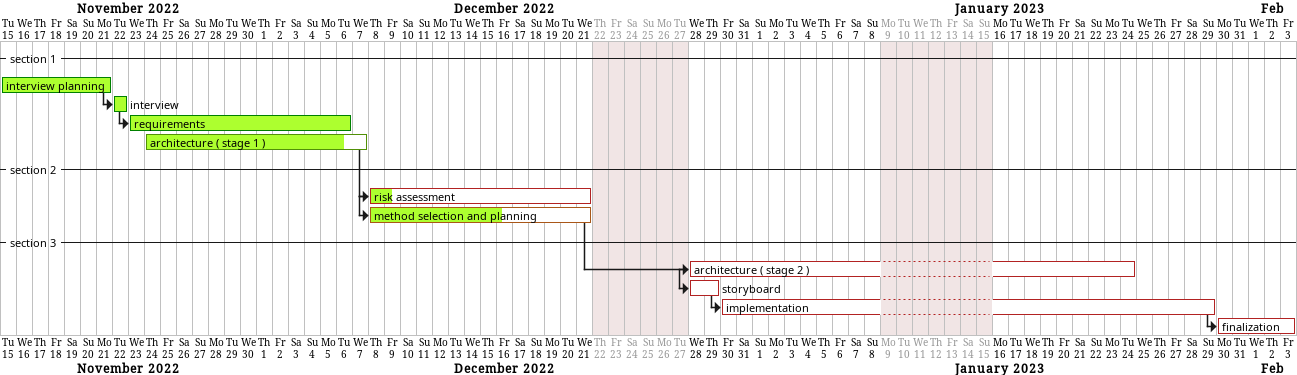 November 2022 December 2022 January 2023 Feb
Tu We Th Fr Sa Su Mo Tu We Th Fr Sa Su Mo Tu We Th Fr Sa Su Mo Tu We Th Fr Sa Su Mo Tu We Th Fr Sa Su Mo Tu We Th Fr Sa Su Mo Tu We Th Fr Sa Su Mo Tu We Th Fr Sa Su Mo Tu We Th Fr Sa Su Mo Tu We Th Fr Sa Su Mo Tu We Th Fr Sa Su Mo Tu We Th Fr
15 16 17 18 19 20 21 22 23 24 25 26 27 28 29 30 1 2 3 4 5 6 7 8 9 10 11 12 13 14 15 16 17 18 19 20 21 22 23 24 25 26 27 28 29 30 31 1 2 3 4 5 6 7 8 9 10 11 12 13 14 15 16 17 18 19 20 21 22 23 24 25 26 27 28 29 30 31 1 2 3
section 1
interview planning
interview
requirements
architecture ( stage 1 )
section 2
risk assessment
method selection and planning
section 3
architecture ( stage 2 )
storyboard
implementation
finalization
Tu We Th Fr Sa Su Mo Tu We Th Fr Sa Su Mo Tu We Th Fr Sa Su Mo Tu We Th Fr Sa Su Mo Tu We Th Fr Sa Su Mo Tu We Th Fr Sa Su Mo Tu We Th Fr Sa Su Mo Tu We Th Fr Sa Su Mo Tu We Th Fr Sa Su Mo Tu We Th Fr Sa Su Mo Tu We Th Fr Sa Su Mo Tu We Th Fr
15 16 17 18 19 20 21 22 23 24 25 26 27 28 29 30 1 2 3 4 5 6 7 8 9 10 11 12 13 14 15 16 17 18 19 20 21 22 23 24 25 26 27 28 29 30 31 1 2 3 4 5 6 7 8 9 10 11 12 13 14 15 16 17 18 19 20 21 22 23 24 25 26 27 28 29 30 31 1 2 3
November 2022 December 2022 January 2023 Feb